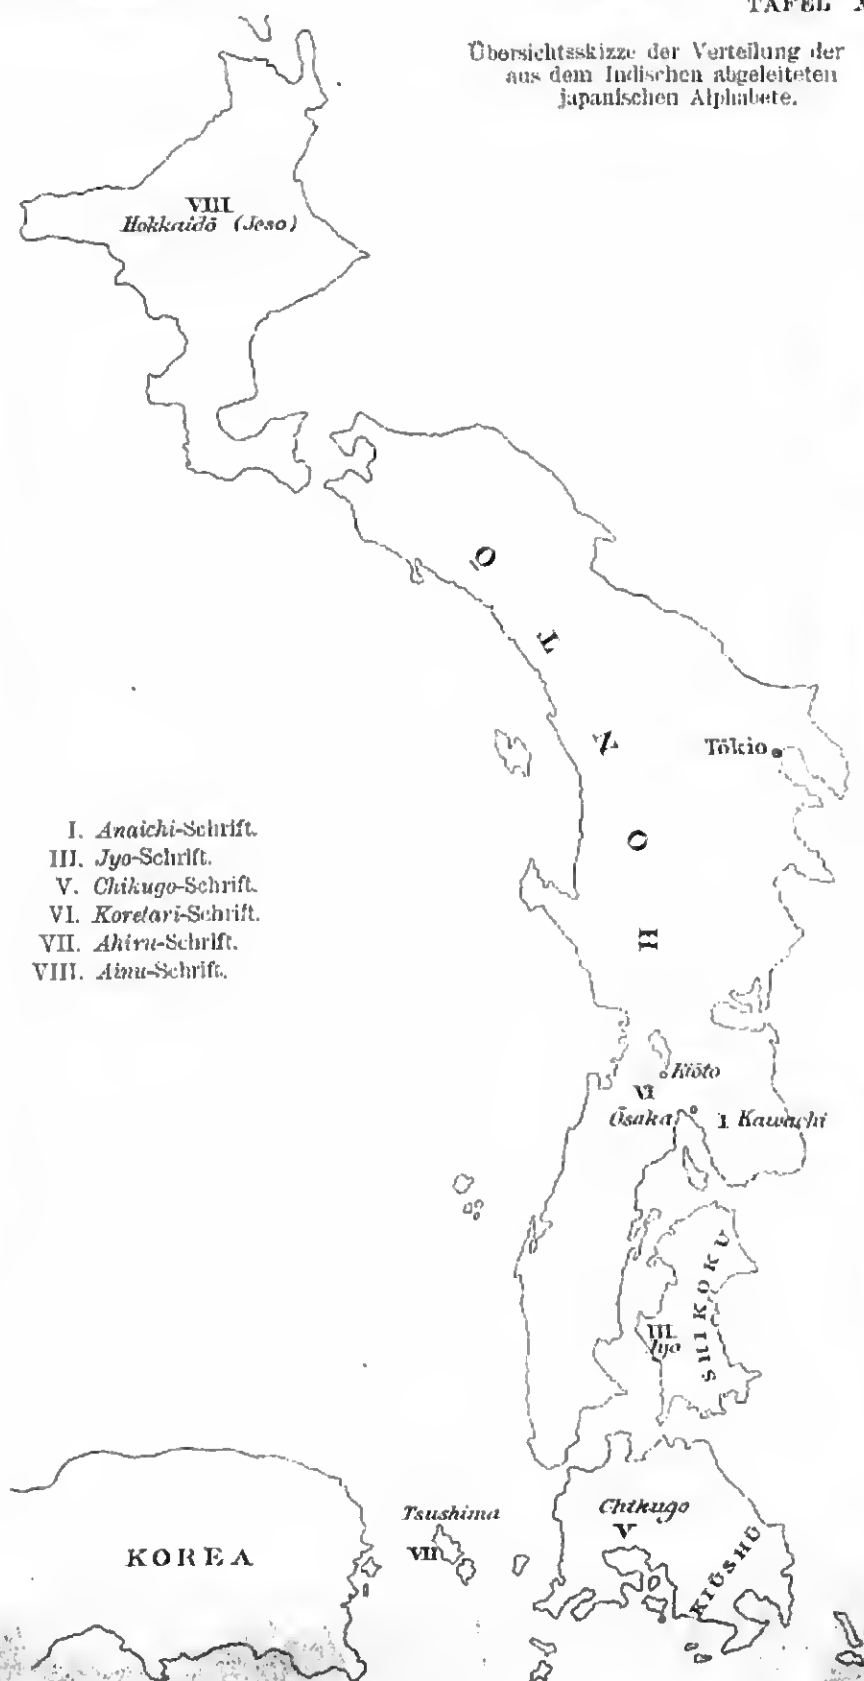 TAFEL X
Übersichtsskizze der Verteilung der
aus dem Indischen abgeleiteten
japanischen Alphabete.
VIII
Hokkaidō (Jeso)
HONTO
Tōkio
I. Anaichi-Schrift.
III. Jyo-Schrift.
V. Chikugo-Schrift.
VI. Koretari-Schrift.
VII. Ahiru-Schrift.
VIII. Ainu-Schrift.
Kiōto
VI
Ōsaka
I Kawachi
SHIKOKU
III.
Jyo
Tsushima
VII
Chikugo
V
KIŪSHŪ
KOREA